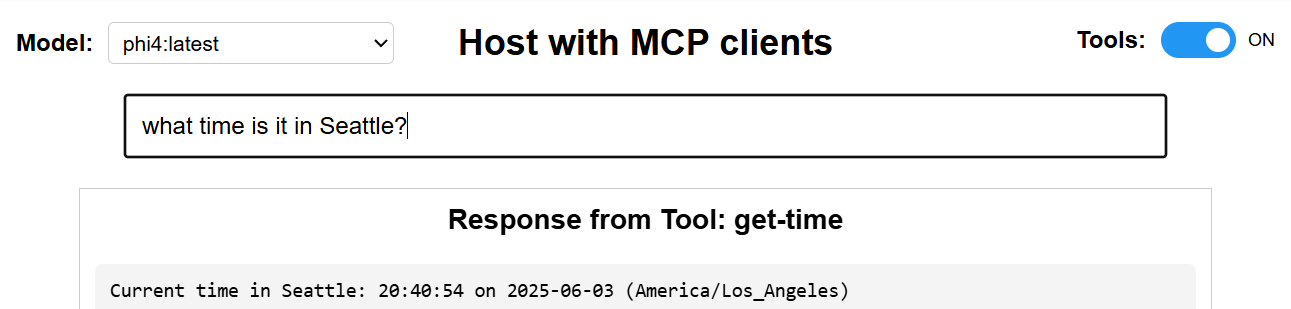 Model: phi4:latest Host with MCP clients Tools: ON
what time is it in Seattle?
Response from Tool: get-time
Current time in Seattle: 20:40:54 on 2025-06-03 (America/Los_Angeles)